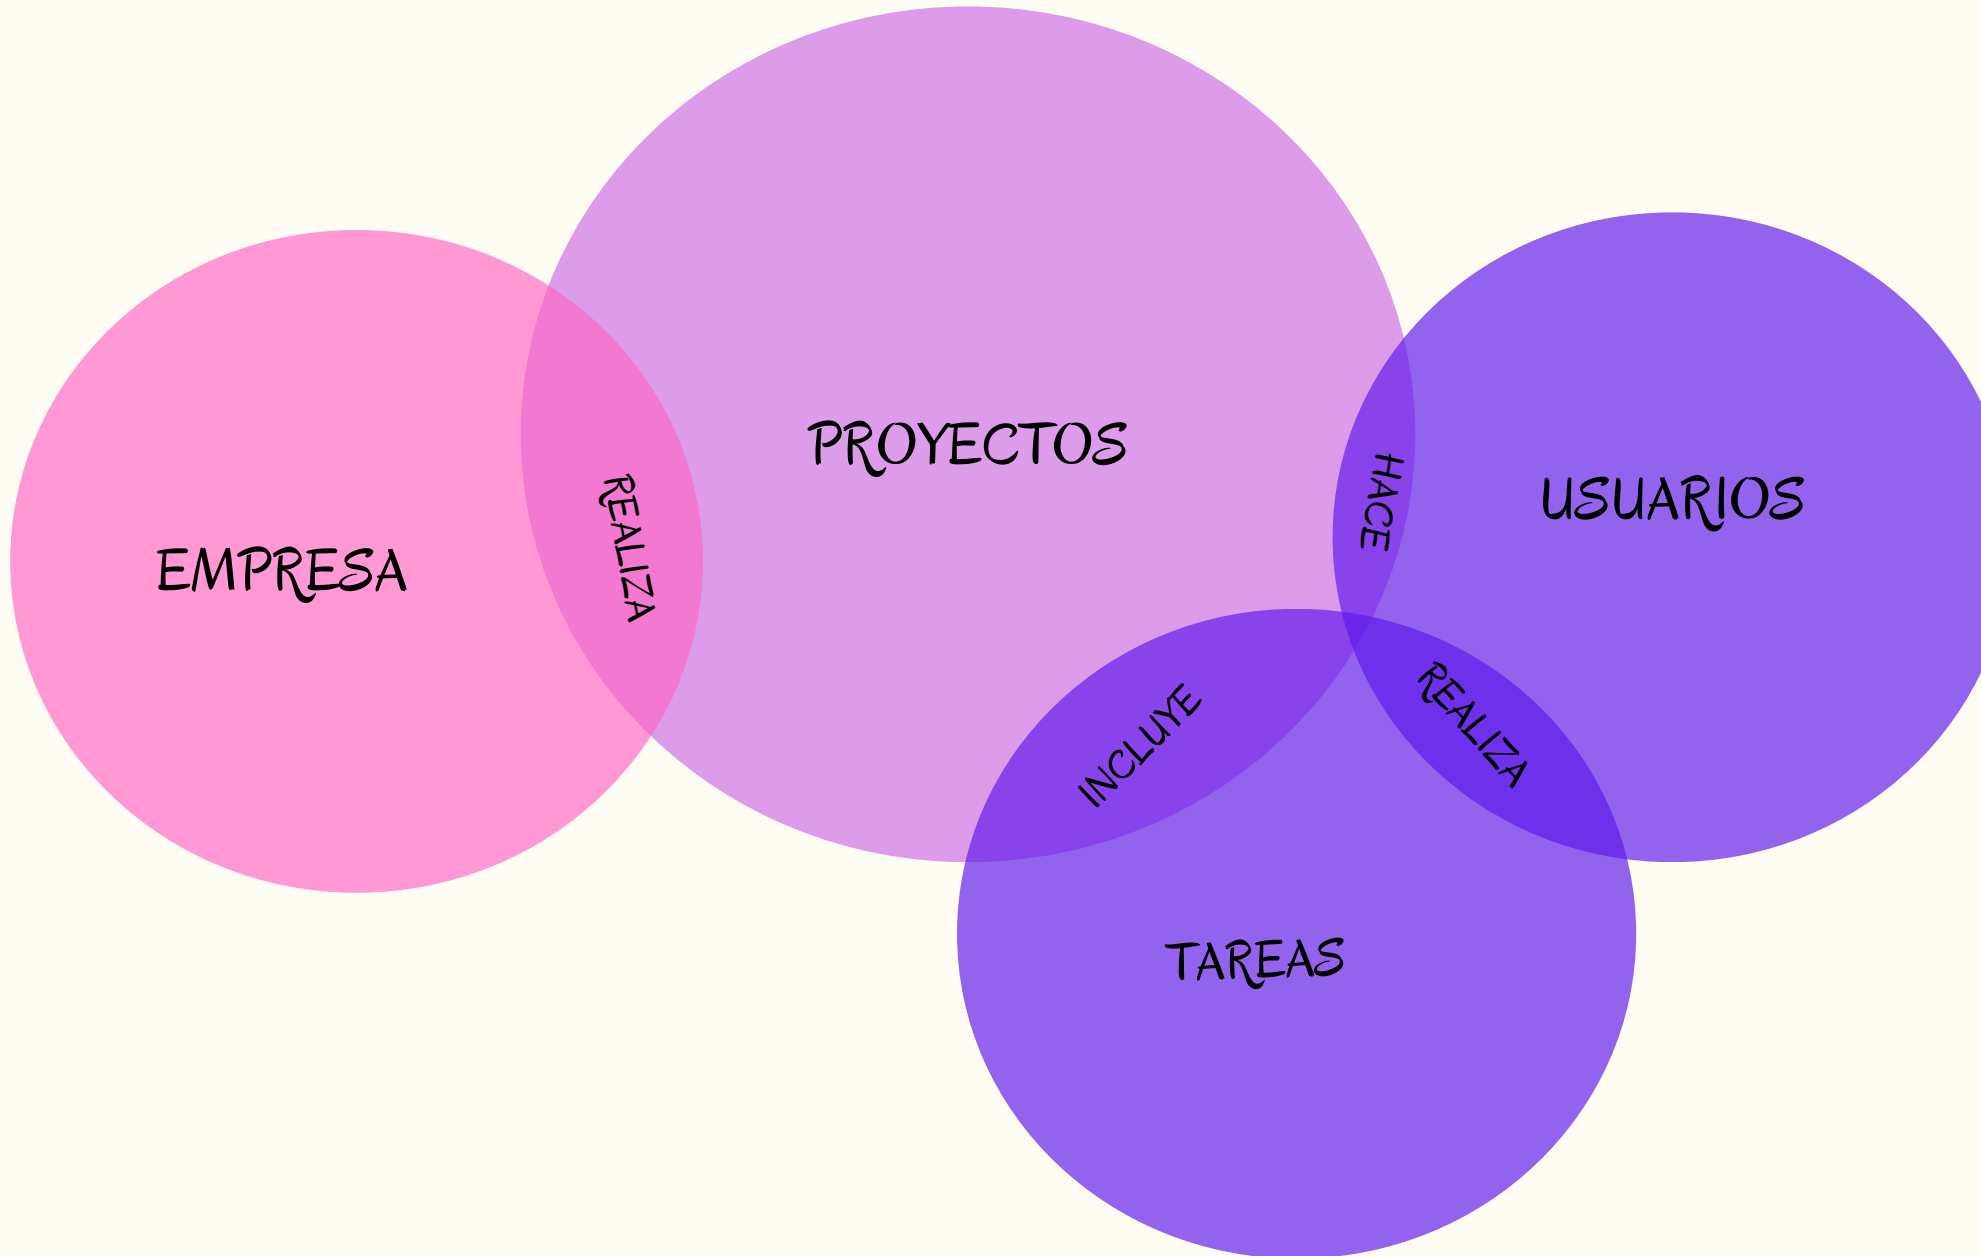 PROYECTOS
HACE
USUARIOS
REALIZA
EMPRESA
INCLUYE
REALIZA
TAREAS